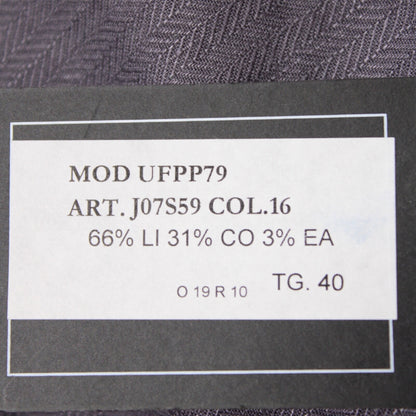 MOD UFPP79
ART. J07S59 COL.16
66% LI 31% CO 3% EA
O 19 R 10 TG. 40